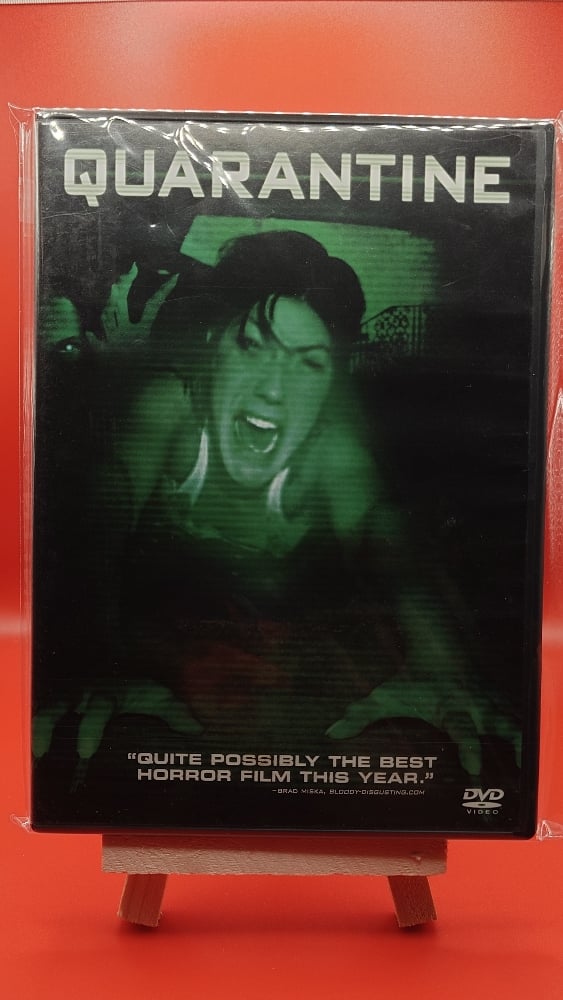 QUARANTINE
“QUITE POSSIBLY THE BEST
HORROR FILM THIS YEAR.”
–BRAD MISKA, BLOODY-DISGUSTING.COM
DVD
VIDEO